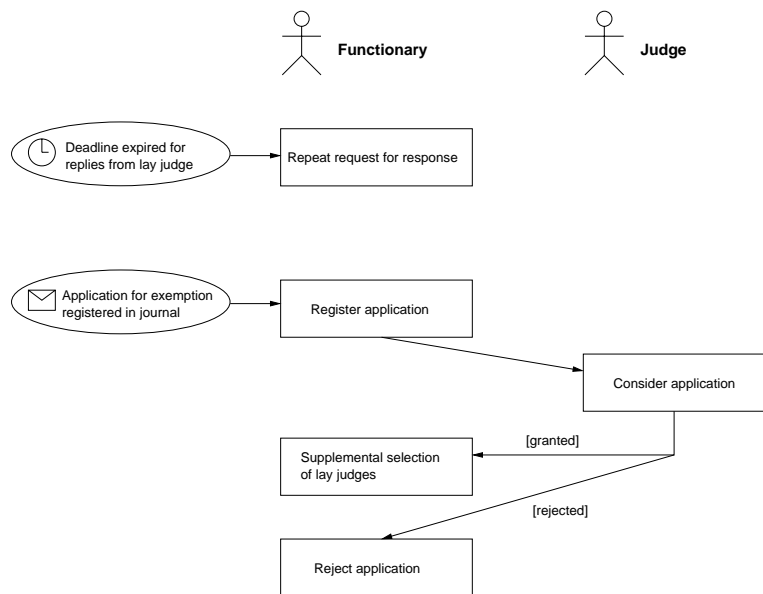 Functionary
Judge
Deadline expired for
replies from lay judge
Repeat request for response
Application for exemption
registered in journal
Register application
Consider application
[granted]
Supplemental selection
of lay judges
[rejected]
Reject application